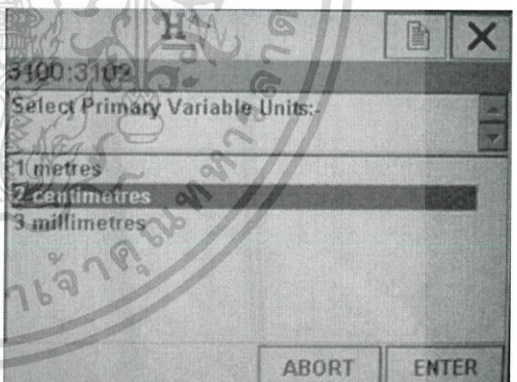 H
3100:3102
Select Primary Variable Units:-
1 metres
2 centimetres
3 millimetres
ABORT ENTER